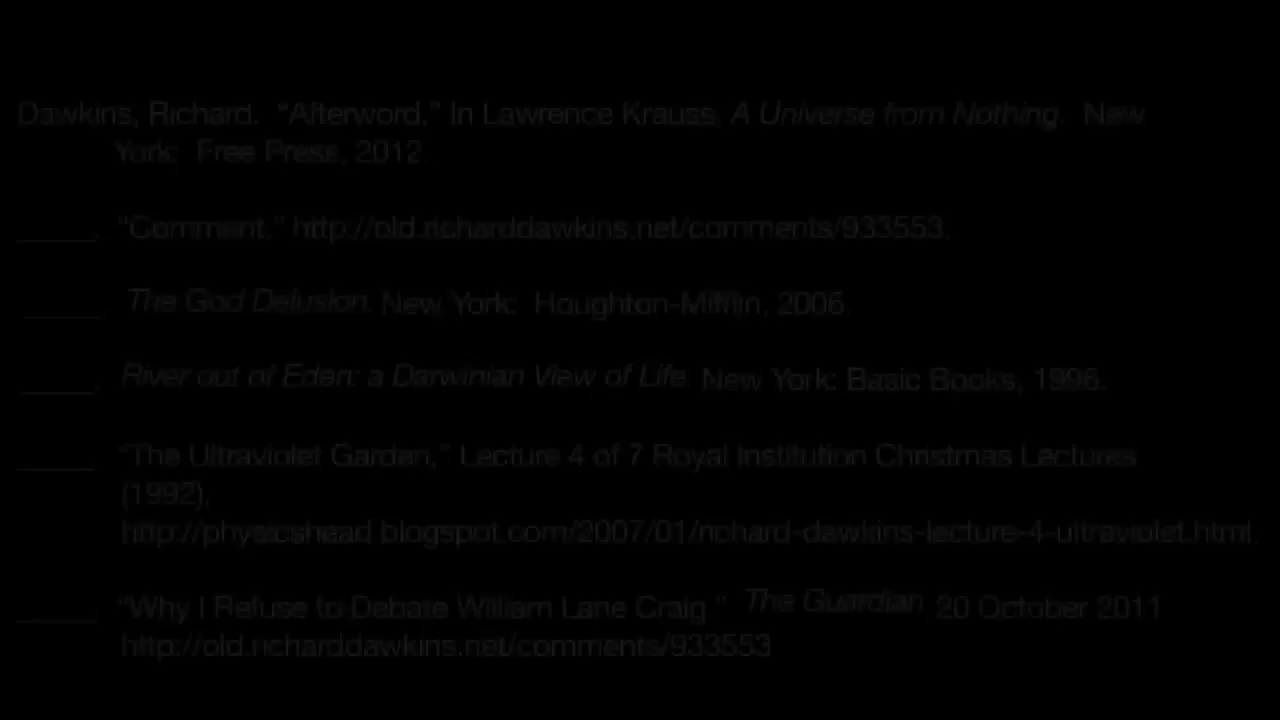 Dawkins, Richard. “Afterword.” In Lawrence Krauss, A Universe from Nothing. New
York: Free Press, 2012.
______. “Comment.” http://old.richarddawkins.net/comments/933553.
______. The God Delusion. New York: Houghton-Mifflin, 2006.
______. River out of Eden: a Darwinian View of Life. New York: Basic Books, 1996.
______. “The Ultraviolet Garden,” Lecture 4 of 7 Royal Institution Christmas Lectures
(1992),
http://physicshead.blogspot.com/2007/01/richard-dawkins-lecture-4-ultraviolet.html.
______. “Why I Refuse to Debate William Lane Craig.” The Guardian 20 October 2011
http://old.richarddawkins.net/comments/933553